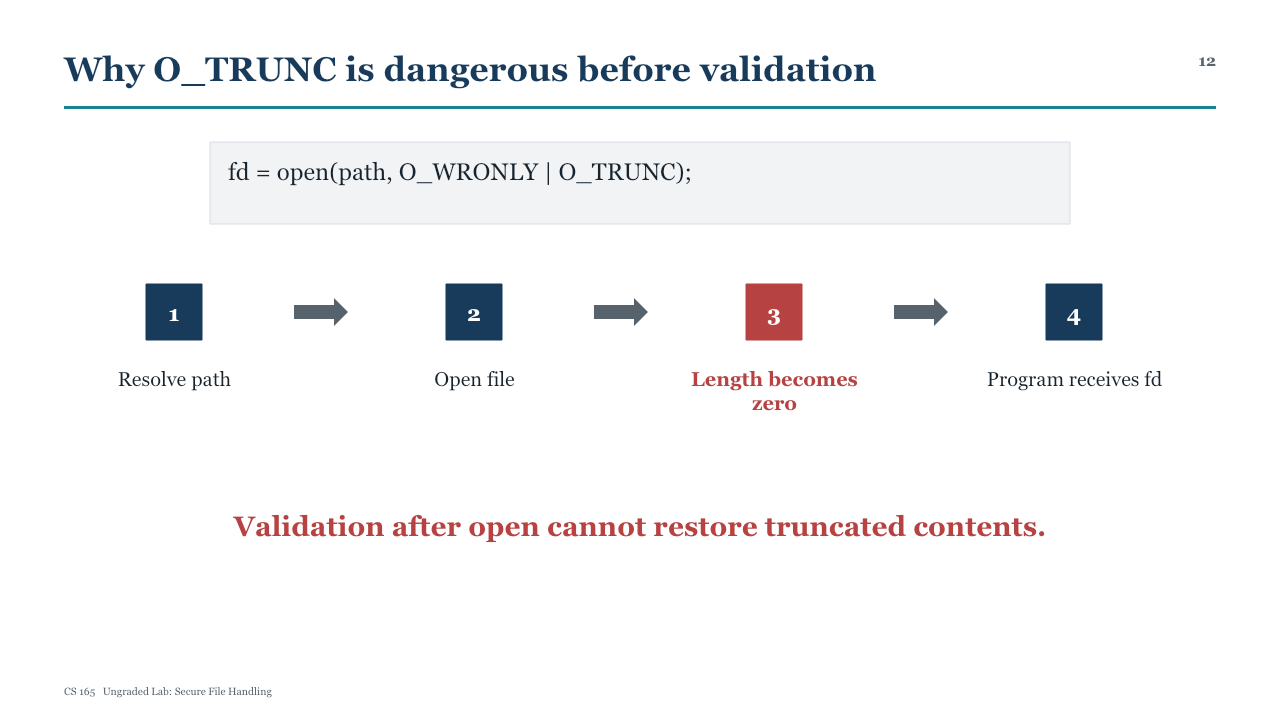 Why O_TRUNC is dangerous before validation
12
fd = open(path, O_WRONLY | O_TRUNC);
1
2
3
4
Resolve path
Open file
Length becomes
zero
Program receives fd
Validation after open cannot restore truncated contents.
CS 165 Ungraded Lab: Secure File Handling